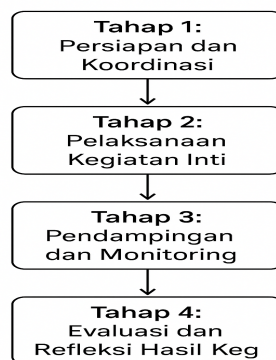 Tahap 1:
Persiapan dan
Koordinasi
Tahap 2:
Pelaksanaan
Kegiatan Inti
Tahap 3:
Pendampingan
dan Monitoring
Tahap 4:
Evaluasi dan
Refleksi Hasil Keg